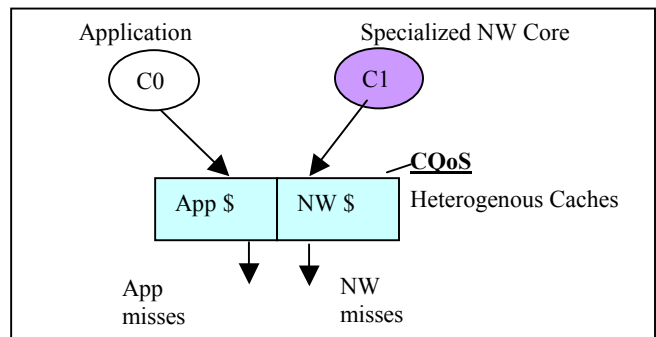 Application
Specialized NW Core
C0
C1
CQoS
App $
NW $
Heterogenous Caches
App
misses
NW
misses